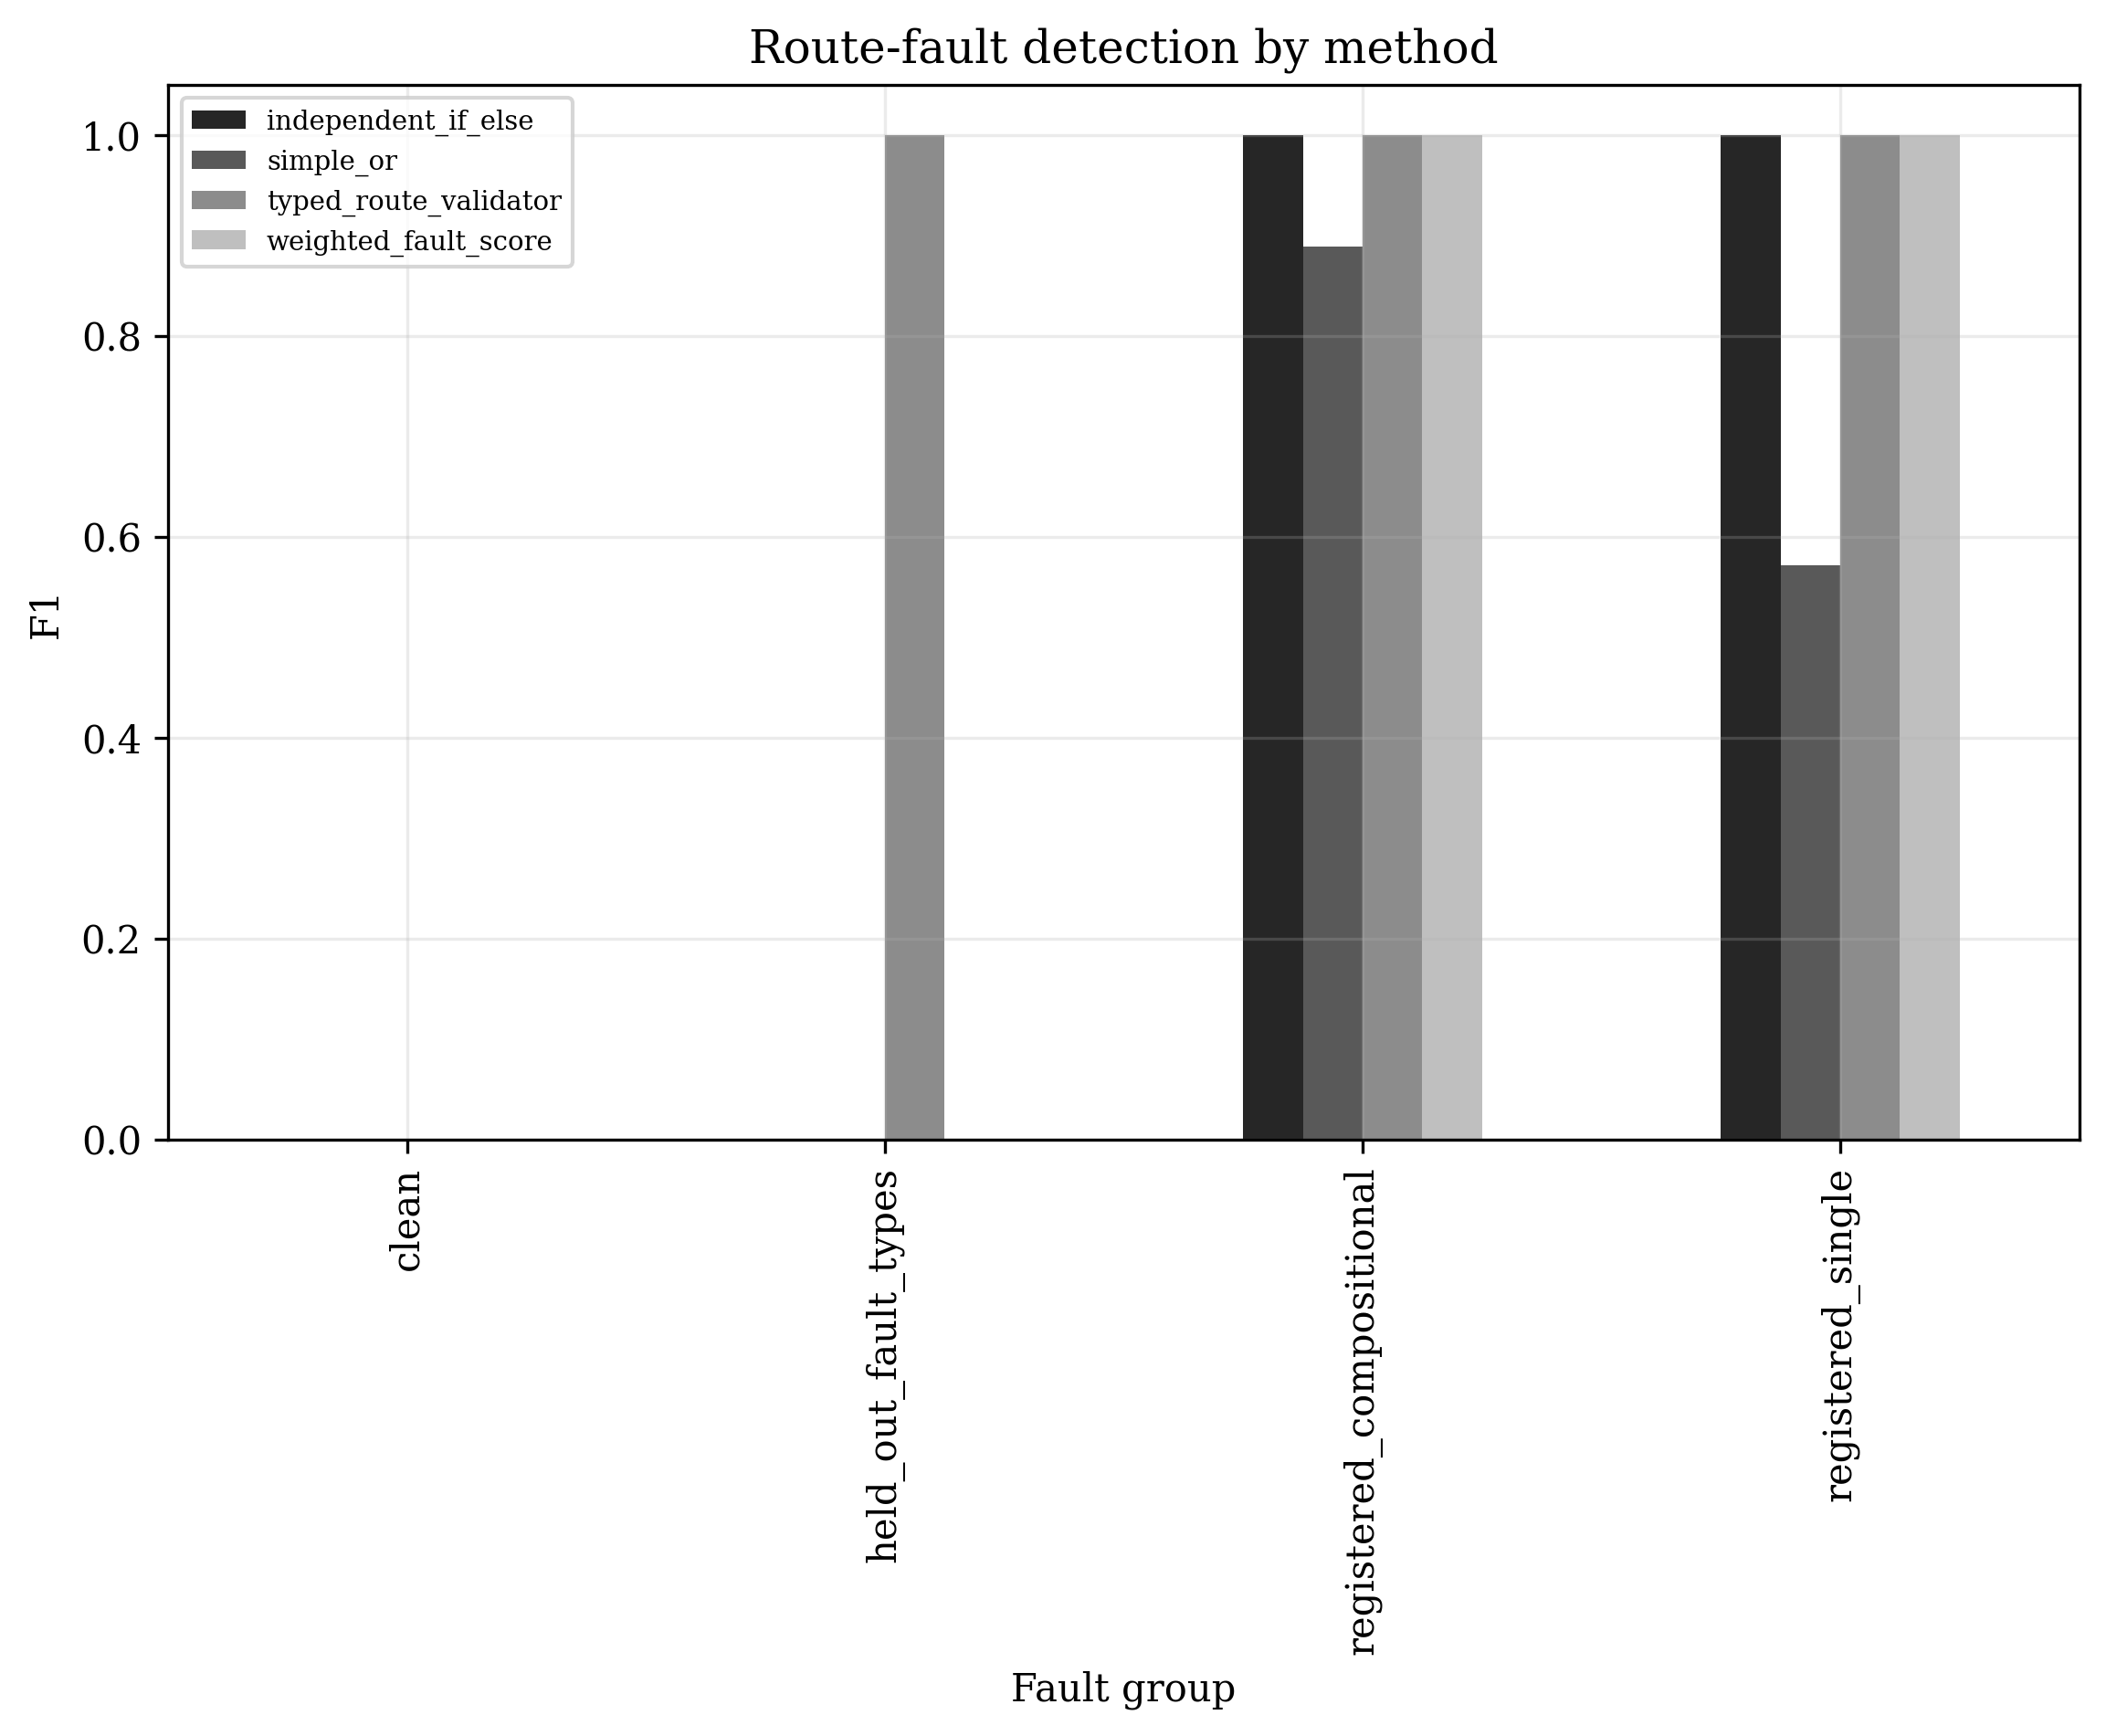 Route-fault detection by method
independent_if_else
simple_or
typed_route_validator
weighted_fault_score
1.0
0.8
0.6
0.4
0.2
0.0
F1
clean
held_out_fault_types
registered_compositional
registered_single
Fault group